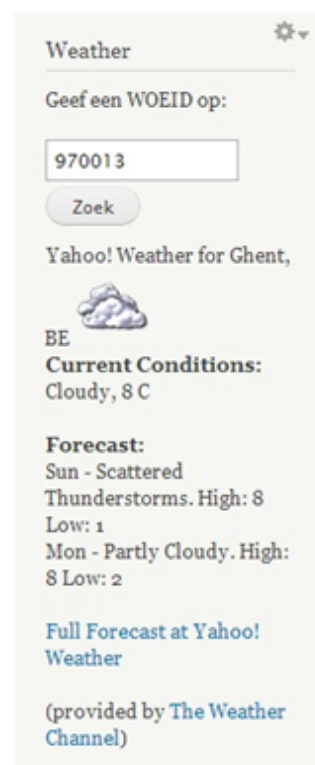 Weather
Geef een WOEID op:
970013
Zoek
Yahoo! Weather for Ghent,
BE
Current Conditions:
Cloudy, 8 C
Forecast:
Sun - Scattered
Thunderstorms. High: 8
Low: 1
Mon - Partly Cloudy. High:
8 Low: 2
Full Forecast at Yahoo!
Weather
(provided by The Weather
Channel)